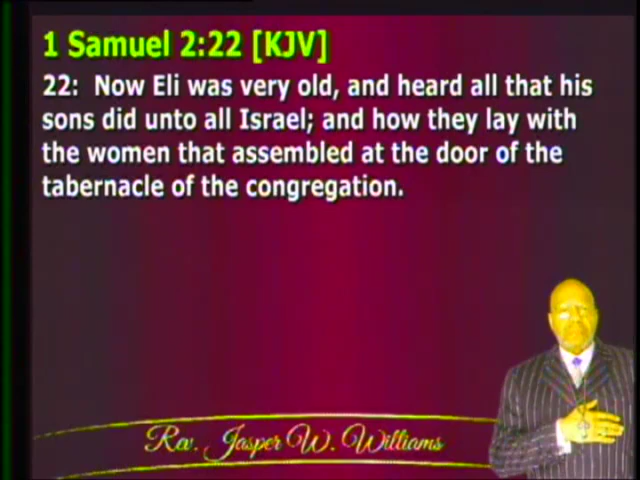 1 Samuel 2:22 [KJV]
22: Now Eli was very old, and heard all that his
sons did unto all Israel; and how they lay with
the women that assembled at the door of the
tabernacle of the congregation.
Rev. Jasper W. Williams